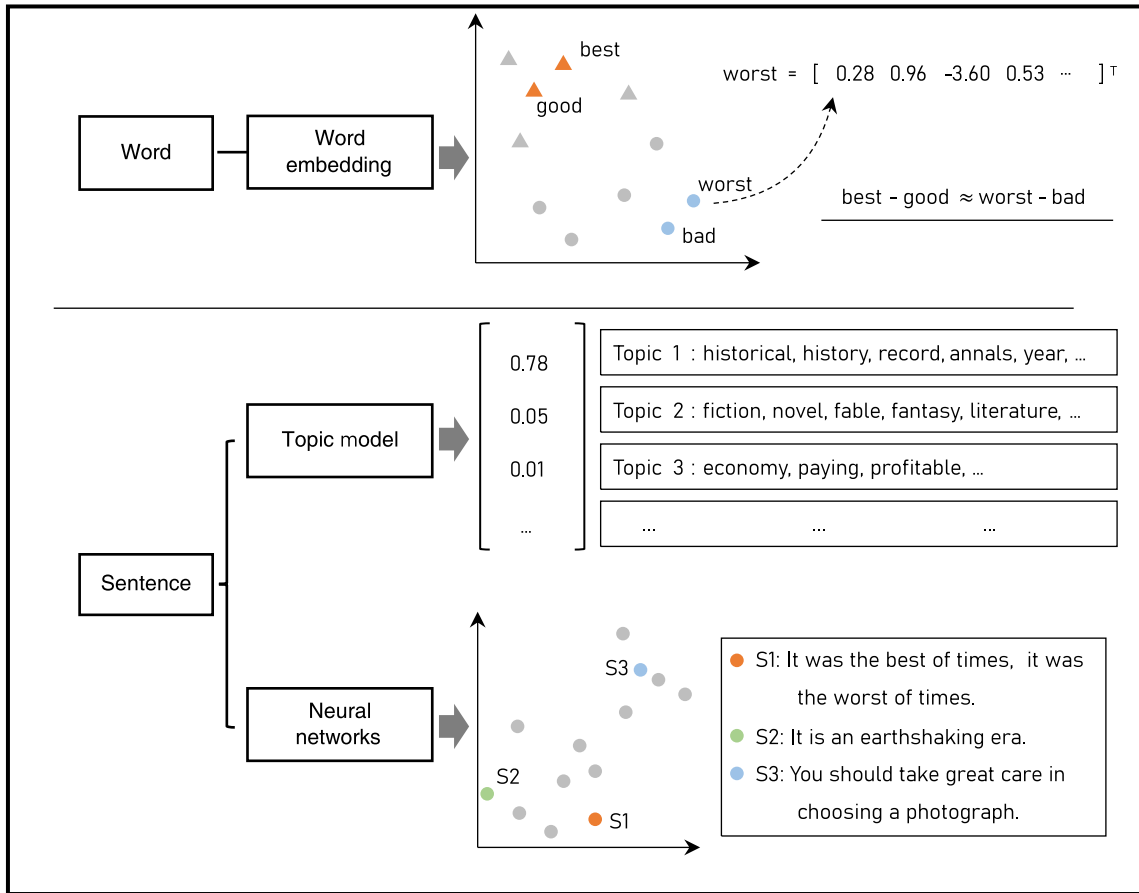 best
good
worst = [ 0.28 0.96 -3.60 0.53 ··· ] T
Word
Word
embedding
worst
bad
best - good ≈ worst - bad
0.78
0.05
0.01
...
Topic 1 : historical, history, record, annals, year, ...
Topic 2 : fiction, novel, fable, fantasy, literature, ...
Topic 3 : economy, paying, profitable, ...
... ... ...
Topic model
Sentence
Neural
networks
S3
S2
S1
S1: It was the best of times, it was
the worst of times.
S2: It is an earthshaking era.
S3: You should take great care in
choosing a photograph.